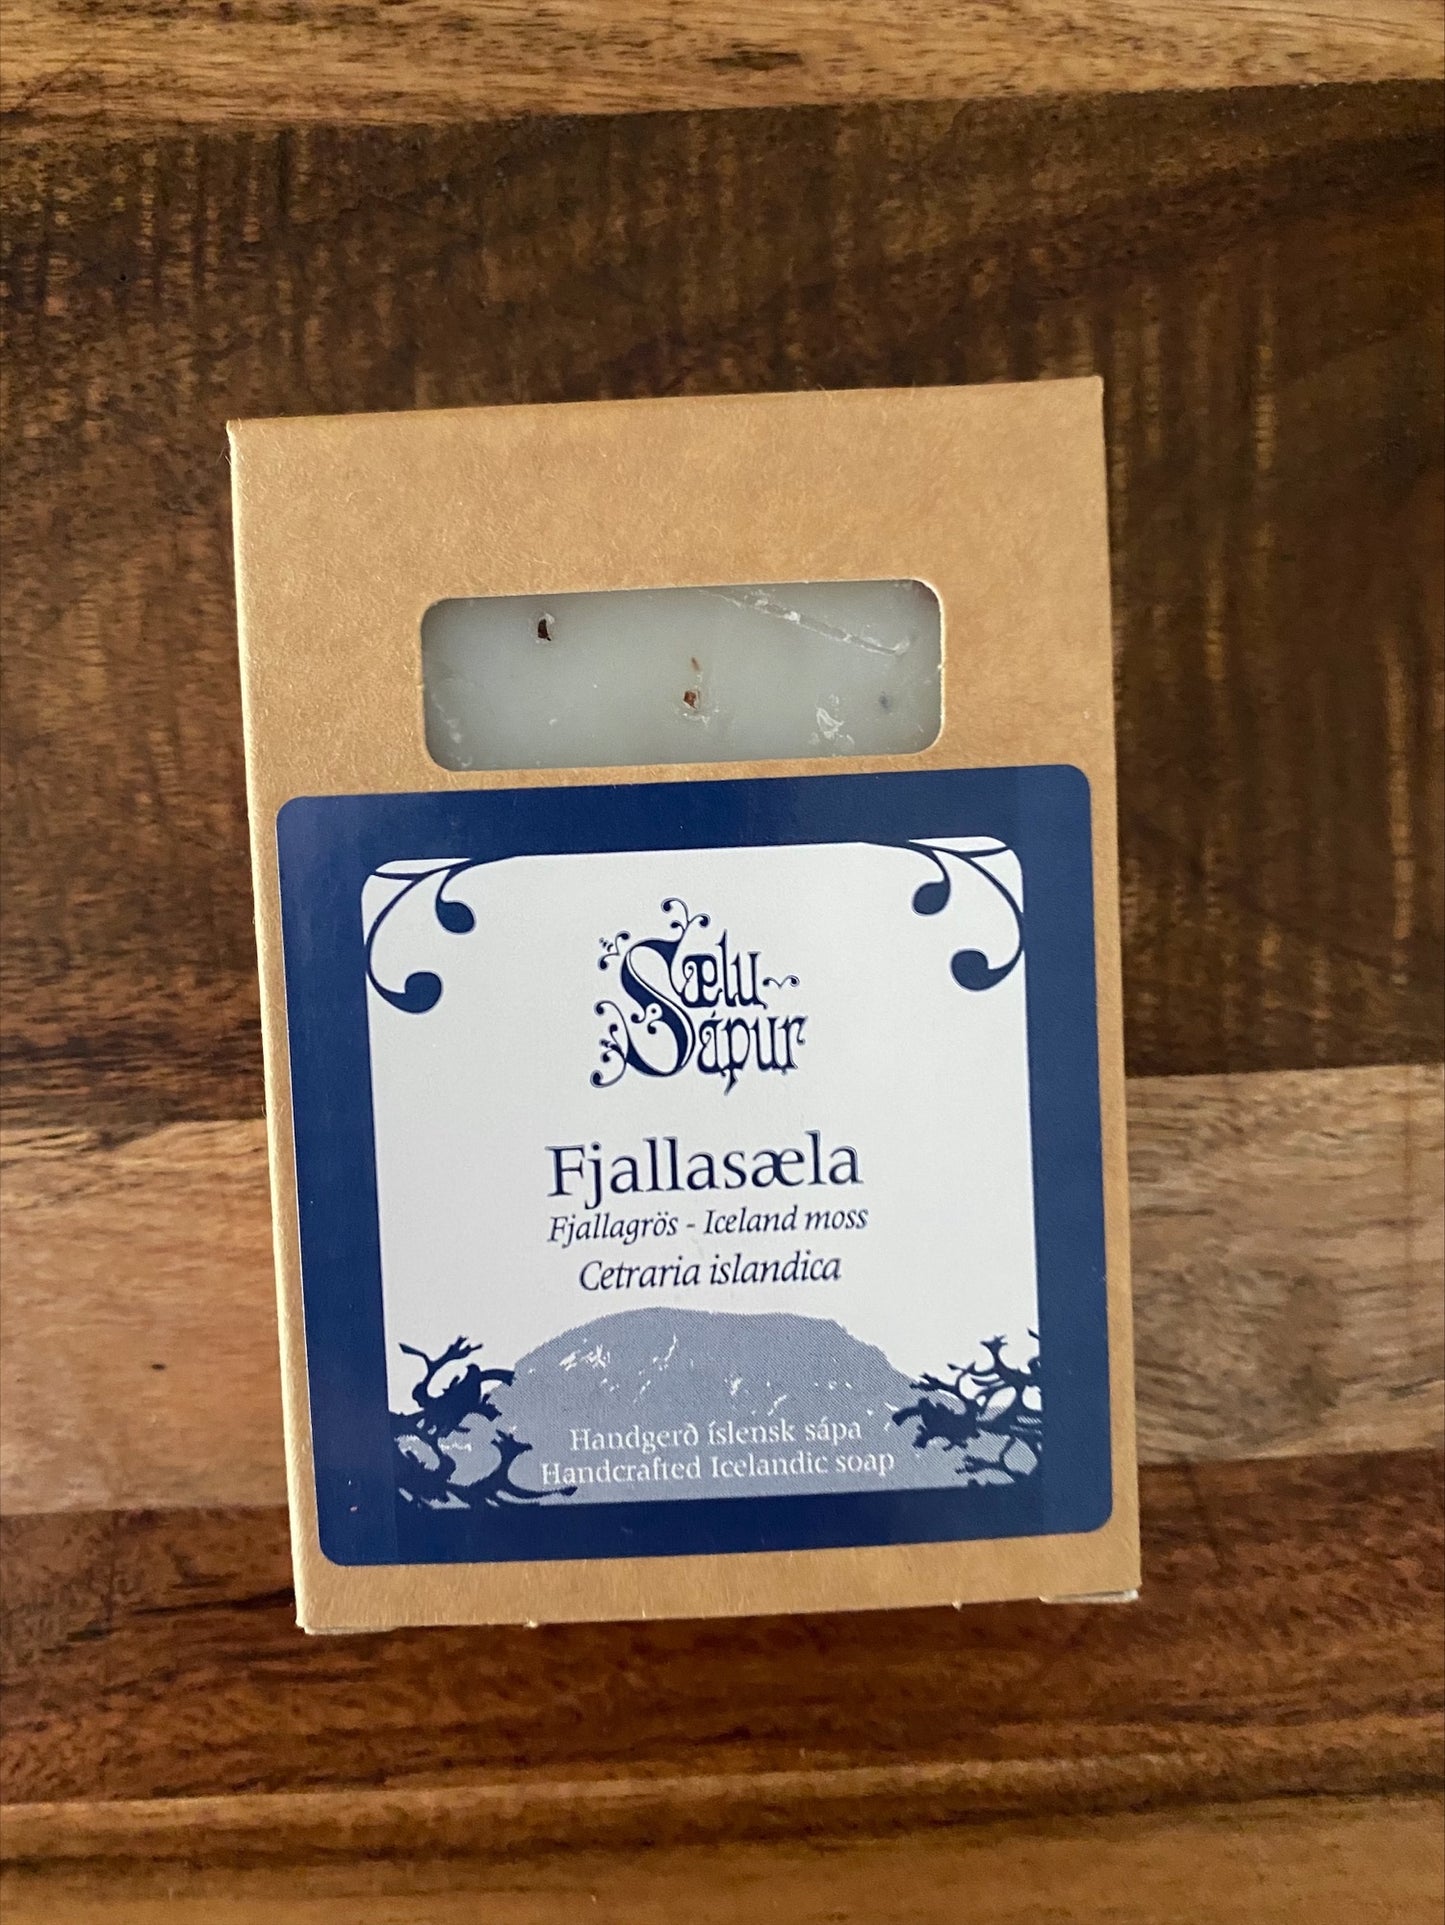 Sælu-
Sápur
Fjallasæla
Fjallagrös - Iceland moss
Cetraria islandica
Handgerð íslensk sápa
Handcrafted Icelandic soap